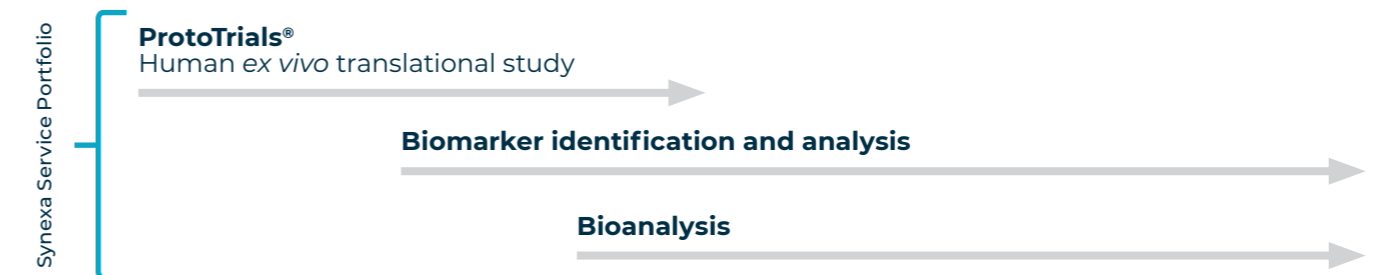 Synexa Service Portfolio
ProtoTrials®
Human ex vivo translational study
Biomarker identification and analysis
Bioanalysis